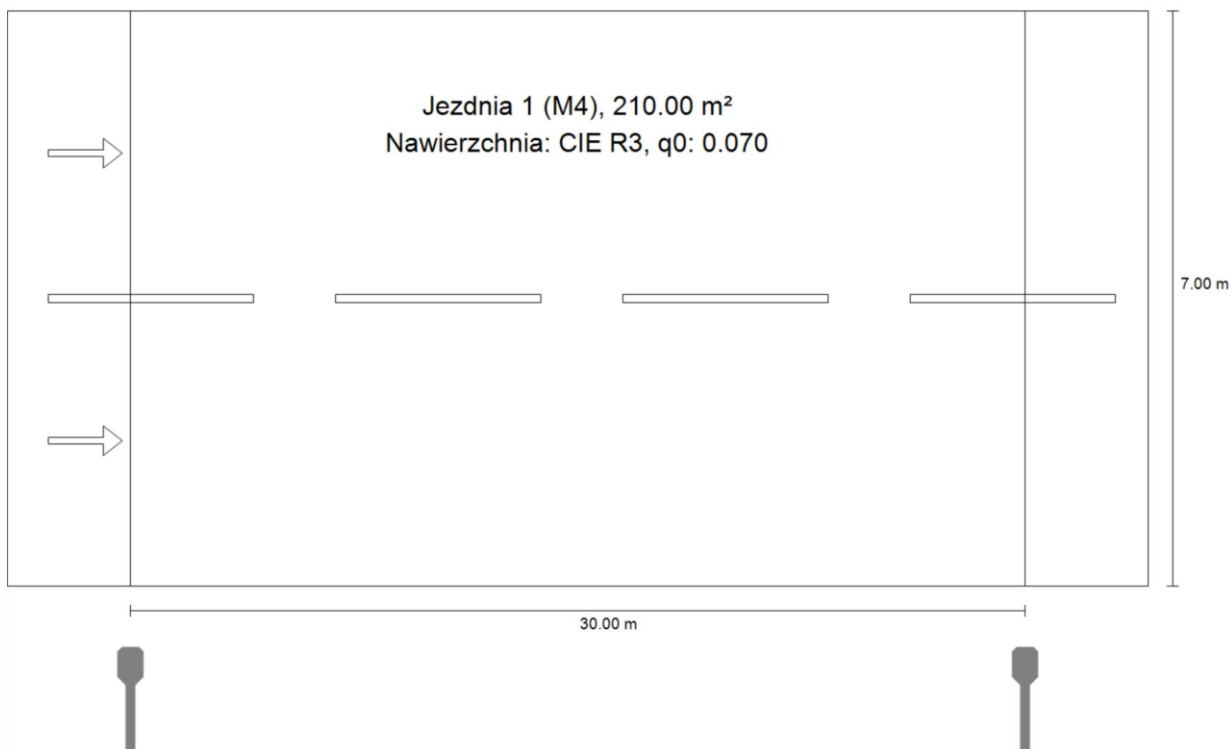 Jezdnia 1 (M4), 210.00 m²
Nawierzchnia: CIE R3, q0: 0.070
7.00 m
30.00 m